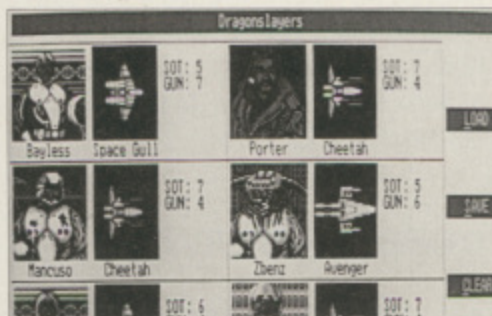 Dragonslayers
SOT: 5
GUN: 7
Bayless
Space Gull
SOT: 7
GUN: 4
Porter
Cheetah
LOAD
SOT: 7
GUN: 4
Mancuso
Cheetah
SOT: 5
GUN: 6
Zbenz
Avenger
SAVE
SOT: 6
SOT: 7
CLEAR